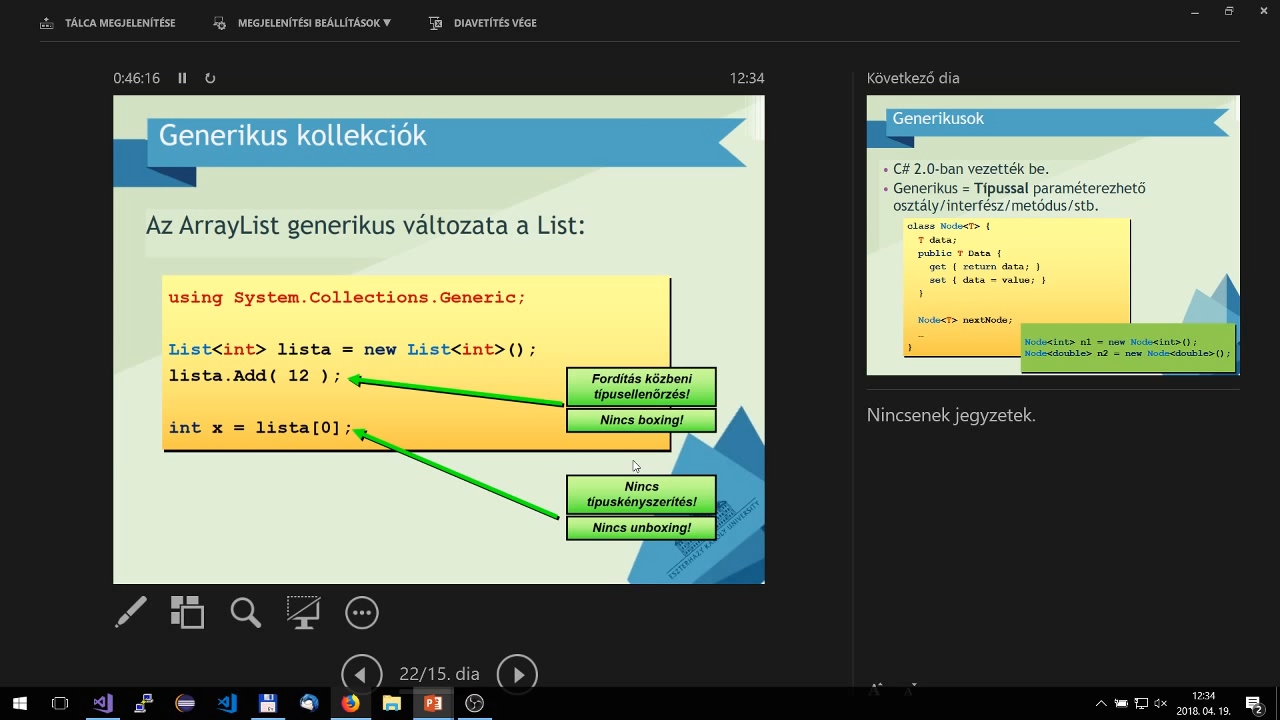 TÁLCA MEGJELENÍTÉSE
MEGJELENÍTÉSI BEÁLLÍTÁSOK ▼
DIAVETÍTÉS VÉGE
0:46:16
12:34
Generikus kollekciók
Az ArrayList generikus változata a List:
using System.Collections.Generic;
List<int> lista = new List<int>();
lista.Add( 12 );
int x = lista[0];
Fordítás közbeni
típusellenőrzés!
Nincs boxing!
Nincs
típuskényszerítés!
Nincs unboxing!
ESZTERHÁZY KÁROLY UNIVERSITY
22/15. dia
Következő dia
Generikusok
• C# 2.0-ban vezették be.
• Generikus = Típussal paraméterezhető
osztály/interfész/metódus/stb.
class Node<T> {
T data;
public T Data {
get { return data; }
set { data = value; }
}
Node<T> nextNode;
…
}
Node<int> n1 = new Node<int>();
Node<double> n2 = new Node<double>();
Nincsenek jegyzetek.
12:34
2018. 04. 19.
2